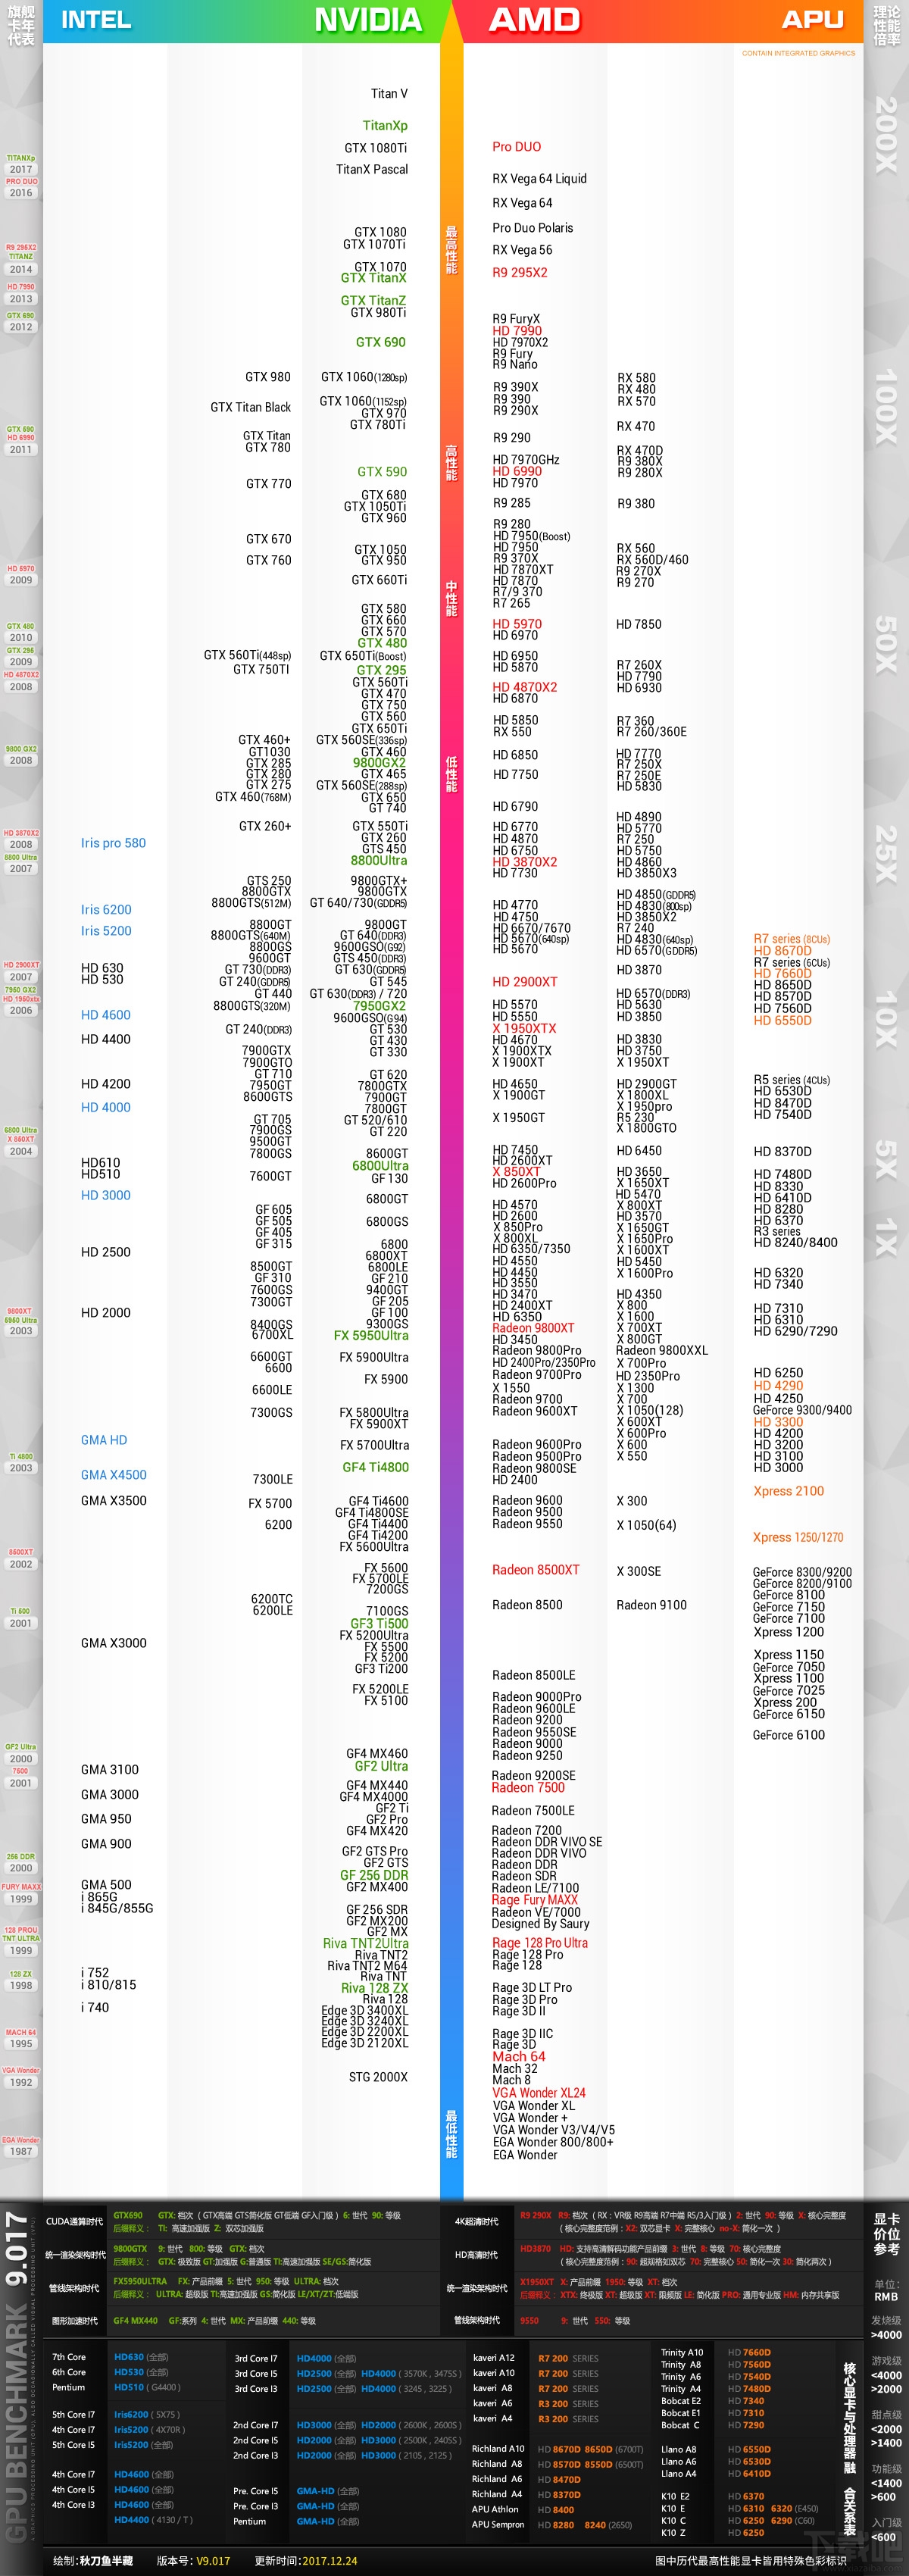 旗舰
卡年
代表
INTEL
NVIDIA
AMD
APU
理论
性能
倍率
CONTAIN INTEGRATED GRAPHICS
Titan V
TitanXp
GTX 1080Ti
TitanX Pascal
GTX 1080
GTX 1070Ti
GTX 1070
GTX TitanX
GTX TitanZ
GTX 980Ti
GTX 690
GTX 980 GTX 1060(1280sp)
GTX 1060(1152sp)
GTX Titan Black
GTX 970
GTX 780Ti
GTX Titan
GTX 780
GTX 590
GTX 770
GTX 680
GTX 1050Ti
GTX 960
GTX 670
GTX 1050
GTX 760 GTX 950
GTX 660Ti
GTX 580
GTX 660
GTX 570
GTX 480
GTX 560Ti(448sp) GTX 650Ti(Boost)
GTX 750TI GTX 295
GTX 560Ti
GTX 470
GTX 750
GTX 560
GTX 650Ti
GTX 460+ GTX 560SE(336sp)
GT1030 GTX 460
GTX 285 9800GX2
GTX 280 GTX 465
GTX 275 GTX 560SE(288sp)
GTX 460(768M) GTX 650
GT 740
GTX 260+ GTX 550Ti
GTX 260
Iris pro 580
GTS 450
8800Ultra
GTS 250 9800GTX+
8800GTX 9800GTX
8800GTS(512M) GT 640/730(GDDR5)
Iris 6200
8800GT 9800GT
Iris 5200
8800GTS(640M) GT 640(DDR3)
8800GS 9600GSO(G92)
9600GT GTS 450(DDR3)
HD 630 GT 730(DDR3) GT 630(GDDR5)
HD 530 GT 240(GDDR5) GT 545
GT 440 GT 630(DDR3) / 720
8800GTS(320M) 7950GX2
HD 4600 9600GSO(G94)
GT 240(DDR3) GT 530
HD 4400 GT 430
7900GTX GT 330
7900GTO
GT 710 GT 620
HD 4200 7950GT 7800GTX
8600GTS 7900GT
HD 4000 7800GT
GT 705 GT 520/610
7900GS GT 220
9500GT
7800GS 8600GT
HD610 6800Ultra
HD510 7600GT GF 130
HD 3000 6800GT
GF 605
GF 505 6800GS
GF 405
GF 315 6800
HD 2500 6800XT
8500GT 6800LE
GF 310 GF 210
7600GS 9400GT
7300GT GF 205
HD 2000 GF 100
8400GS 9300GS
6700XL FX 5950Ultra
6600GT FX 5900Ultra
6600
FX 5900
6600LE
7300GS FX 5800Ultra
FX 5900XT
GMA HD FX 5700Ultra
GF4 Ti4800
GMA X4500 7300LE
GMA X3500 FX 5700 GF4 Ti4600
GF4 Ti4800SE
6200 GF4 Ti4400
GF4 Ti4200
FX 5600Ultra
FX 5600
FX 5700LE
7200GS
6200TC
6200LE 7100GS
GF3 Ti500
FX 5200Ultra
GMA X3000 FX 5500
FX 5200
GF3 Ti200
FX 5200LE
FX 5100
GF4 MX460
GMA 3100 GF2 Ultra
GF4 MX440
GMA 3000 GF4 MX4000
GF2 Ti
GMA 950 GF2 Pro
GF4 MX420
GMA 900
GF2 GTS Pro
GF2 GTS
GF 256 DDR
GMA 500 GF2 MX400
i 865G
i 845G/855G GF 256 SDR
GF2 MX200
GF2 MX
Riva TNT2Ultra
Riva TNT2
Riva TNT2 M64
i 752 Riva TNT
i 810/815 Riva 128 ZX
Riva 128
i 740 Edge 3D 3400XL
Edge 3D 3240XL
Edge 3D 2200XL
Edge 3D 2120XL
STG 2000X
最高性能
高性能
中性能
低性能
最低性能
Pro DUO
RX Vega 64 Liquid
RX Vega 64
Pro Duo Polaris
RX Vega 56
R9 295X2
R9 FuryX
HD 7990
HD 7970X2
R9 Fury
R9 Nano
R9 390X
R9 390
R9 290X
R9 290
HD 7970GHz
HD 6990
HD 7970
R9 285
R9 280
HD 7950(Boost)
HD 7950
R9 370X
HD 7870XT
HD 7870
R7/9 370
R7 265
HD 5970
HD 6970
HD 6950
HD 5870
HD 4870X2
HD 6870
HD 5850
RX 550
HD 6850
HD 7750
HD 6790
HD 6770
HD 4870
HD 6750
HD 3870X2
HD 7730
HD 4770
HD 4750
HD 6670/7670
HD 5670(640sp)
HD 5670
HD 2900XT
HD 5570
HD 5550
X 1950XTX
HD 4670
X 1900XTX
X 1900XT
HD 4650
X 1900GT
X 1950GT
HD 7450
HD 2600XT
X 850XT
HD 2600Pro
HD 4570
HD 2600
X 850Pro
X 800XL
HD 6350/7350
HD 4550
HD 4450
HD 3550
HD 3470
HD 2400XT
HD 6350
Radeon 9800XT
HD 3450
Radeon 9800Pro
HD 2400Pro/2350Pro
Radeon 9700Pro
X 1550
Radeon 9700
Radeon 9600XT
Radeon 9600Pro
Radeon 9500Pro
Radeon 9800SE
HD 2400
Radeon 9600
Radeon 9500
Radeon 9550
Radeon 8500XT
Radeon 8500
Radeon 8500LE
Radeon 9000Pro
Radeon 9600LE
Radeon 9200
Radeon 9550SE
Radeon 9000
Radeon 9250
Radeon 9200SE
Radeon 7500
Radeon 7500LE
Radeon 7200
Radeon DDR VIVO SE
Radeon DDR VIVO
Radeon DDR
Radeon SDR
Radeon LE/7100
Rage Fury MAXX
Radeon VE/7000
Designed By Saury
Rage 128 Pro Ultra
Rage 128 Pro
Rage 128
Rage 3D LT Pro
Rage 3D Pro
Rage 3D II
Rage 3D IIC
Rage 3D
Mach 64
Mach 32
Mach 8
VGA Wonder XL24
VGA Wonder XL
VGA Wonder +
VGA Wonder V3/V4/V5
EGA Wonder 800/800+
EGA Wonder
RX 580
RX 480
RX 570
RX 470
RX 470D
R9 380X
R9 280X
R9 380
RX 560
RX 560D/460
R9 270X
R9 270
HD 7850
R7 260X
HD 7790
HD 6930
R7 360
R7 260/360E
HD 7770
R7 250X
R7 250E
HD 5830
HD 4890
HD 5770
R7 250
HD 5750
HD 4860
HD 3850X3
HD 4850(GDDR5)
HD 4830(800sp)
HD 3850X2
R7 240
HD 4830(640sp)
HD 6570(GDDR5)
HD 3870
HD 6570(DDR3)
HD 5630
HD 3850
HD 3830
HD 3750
X 1950XT
HD 2900GT
X 1800XL
X 1950pro
R5 230
X 1800GTO
HD 6450
HD 3650
X 1650XT
HD 5470
X 800XT
HD 3570
X 1650GT
X 1650Pro
X 1600XT
HD 5450
X 1600Pro
HD 4350
X 800
X 1600
X 700XT
X 800GT
Radeon 9800XXL
X 700Pro
HD 2350Pro
X 1300
X 700
X 1050(128)
X 600XT
X 600Pro
X 600
X 550
X 300
X 1050(64)
X 300SE
Radeon 9100
R7 series (8CUs)
HD 8670D
R7 series (6CUs)
HD 7660D
HD 8650D
HD 8570D
HD 7560D
HD 6550D
R5 series (4CUs)
HD 6530D
HD 8470D
HD 7540D
HD 8370D
HD 7480D
HD 8330
HD 6410D
HD 8280
HD 6370
R3 series
HD 8240/8400
HD 6320
HD 7340
HD 7310
HD 6310
HD 6290/7290
HD 6250
HD 4290
HD 4250
GeForce 9300/9400
HD 3300
HD 4200
HD 3200
HD 3100
HD 3000
Xpress 2100
Xpress 1250/1270
GeForce 8300/9200
GeForce 8200/9100
GeForce 8100
GeForce 7150
GeForce 7100
Xpress 1200
Xpress 1150
GeForce 7050
Xpress 1100
GeForce 7025
Xpress 200
GeForce 6150
GeForce 6100
200X
100X
50X
25X
10X
5X
1X
TITANXp
2017
PRO DUO
2016
R9 295X2
TITANZ
2014
HD 7990
2013
GTX 690
2012
GTX 590
HD 6990
2011
HD 5970
2009
GTX 480
2010
GTX 295
2009
HD 4870X2
2008
9800 GX2
2008
HD 3870X2
2008
8800 Ultra
2007
HD 2900XT
2007
7950 GX2
HD 1950xtx
2006
6800 Ultra
X 850XT
2004
9800XT
5950 Ultra
2003
Ti 4800
2003
8500XT
2002
Ti 500
2001
GF2 Ultra
2000
7500
2001
256 DDR
2000
FURY MAXX
1999
128 PROU
TNT ULTRA
1999
128 ZX
1998
MACH 64
1995
VGA Wonder
1992
EGA Wonder
1987
GPU BENCHMARK 9.017
CUDA通算时代
GTX690 GTX: 档次 ( GTX高端 GTS简化版 GT低端 GF入门级 ) 6: 世代 90: 等级
后缀释义： TI: 高速加强版 Z: 双芯加强版
统一渲染架构时代
9800GTX 9: 世代 800: 等级 GTX: 档次
后缀释义： GTX: 极致版 GT:加强版 G:普通版 TI:高速加强版 SE/GS:简化版
管线架构时代
FX5950ULTRA FX: 产品前缀 5: 世代 950: 等级 ULTRA: 档次
后缀释义： ULTRA: 超级版 TI:高速加强版 GS:简化版 LE/XT/ZT:低端版
图形加速时代
GF4 MX440 GF:系列 4: 世代 MX: 产品前缀 440: 等级
4K超清时代
R9 290X R9: 档次 ( RX : VR级 R9高端 R7中端 R5/3入门级 ) 2: 世代 90: 等级 X: 核心完整度
( 核心完整度范例：X2: 双芯显卡 X: 完整核心 no-X: 简化一次 )
HD高清时代
HD3870 HD: 支持高清解码功能产品前缀 3: 世代 8: 等级 70: 核心完整度
( 核心完整度范例：90: 超规格如双芯 70: 完整核心 50: 简化一次 30: 简化两次 )
统一渲染架构时代
X1950XT X: 产品前缀 1950: 等级 XT: 档次
后缀释义： XTX: 终极版 XT: 超级版 XT: 限频版 LE: 简化版 PRO: 通用专业版 HM: 内存共享版
管线架构时代
9550 9: 世代 550: 等级
显卡
价位
参考
单位:
RMB
发烧级
>4000
游戏级
<4000
>2000
甜点级
<2000
>1400
功能级
<1400
>600
入门级
<600
7th Core HD630 (全部)
6th Core HD530 (全部)
Pentium HD510 ( G4400 )
5th Core I7 Iris6200 ( 5X75 )
4th Core I7 Iris5200 ( 4X70R )
5th Core I5 Iris5200 (全部)
4th Core I7 HD4600 (全部)
4th Core I5 HD4600 (全部)
4th Core I3 HD4600 (全部)
HD4400 ( 4130 / T )
3rd Core I7 HD4000 (全部)
3rd Core I5 HD2500 (全部) HD4000 ( 3570K , 3475S )
3rd Core I3 HD2500 (全部) HD4000 ( 3245 , 3225 )
2nd Core I7 HD3000 (全部) HD2000 ( 2600K , 2600S )
2nd Core I5 HD2000 (全部) HD3000 ( 2500K , 2405S )
2nd Core I3 HD2000 (全部) HD3000 ( 2105 , 2125 )
Pre. Core I5 GMA-HD (全部)
Pre. Core I3 GMA-HD (全部)
Pentium GMA-HD (全部)
kaveri A12 R7 200 SERIES
kaveri A10 R7 200 SERIES
kaveri A8 R7 200 SERIES
kaveri A6 R3 200 SERIES
kaveri A4 R3 200 SERIES
Richland A10 HD 8670D 8650D (6700T)
Richland A8 HD 8570D 8550D (6500T)
Richland A6 HD 8470D
Richland A4 HD 8370D
APU Athlon HD 8400
APU Sempron HD 8280 8240 (2650)
Trinity A10 HD 7660D
Trinity A8 HD 7560D
Trinity A6 HD 7540D
Trinity A4 HD 7480D
Bobcat E2 HD 7340
Bobcat E1 HD 7310
Bobcat C HD 7290
Llano A8 HD 6550D
Llano A6 HD 6530D
Llano A4 HD 6410D
K10 E2 HD 6370
K10 E HD 6310 6320 (E450)
K10 C HD 6250 6290 (C60)
K10 Z HD 6250
核心显卡与处理器融合关系表
绘制：秋刀鱼半藏 版本号： V9.017 更新时间：2017.12.24 图中历代最高性能显卡皆用特殊色彩标识
下载吧